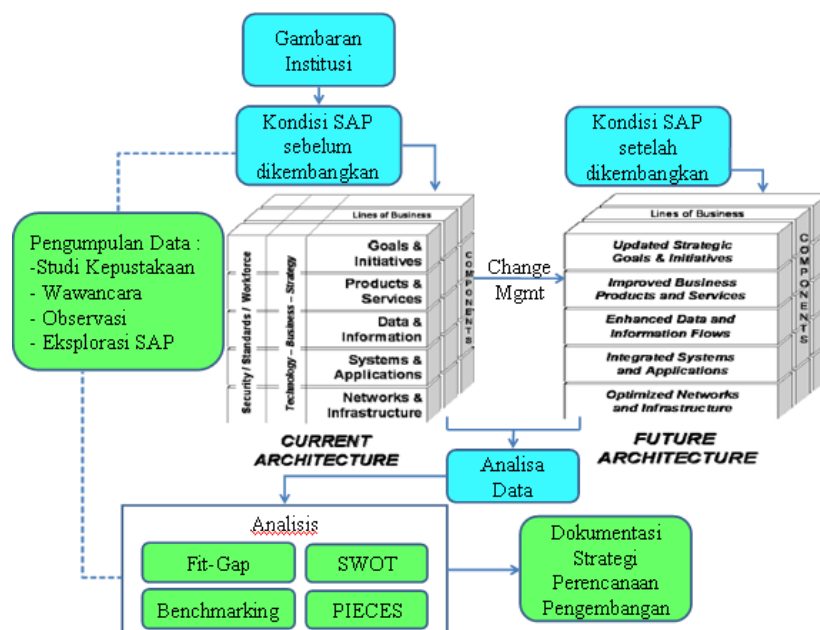 Gambaran
Institusi
Kondisi SAP
sebelum
dikembangkan
Kondisi SAP
setelah
dikembangkan
Pengumpulan Data :
-Studi Kepustakaan
- Wawancara
- Observasi
- Eksplorasi SAP
Lines of Business
Security / Standards / Workforce
Technology – Business – Strategy
Goals &
Initiatives
Products &
Services
Data &
Information
Systems &
Applications
Networks &
Infrastructure
COMPONENTS
CURRENT
ARCHITECTURE
Change
Mgmt
Lines of Business
Updated Strategic
Goals & Initiatives
Improved Business
Products and Services
Enhanced Data and
Information Flows
Integrated Systems
and Applications
Optimized Networks
and Infrastructure
COMPONENTS
FUTURE
ARCHITECTURE
Analisa
Data
Analisis
Fit-Gap
SWOT
Benchmarking
PIECES
Dokumentasi
Strategi
Perencanaan
Pengembangan